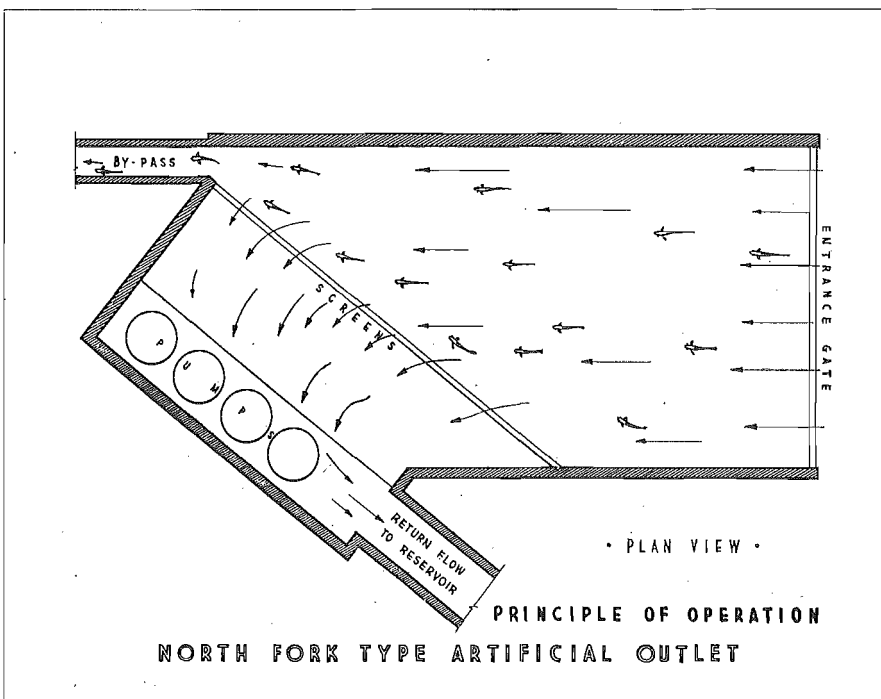 BY-PASS
ENTRANCE GATE
SCREENS
PUMPS
RETURN FLOW
TO RESERVOIR
• PLAN VIEW •
PRINCIPLE OF OPERATION
NORTH FORK TYPE ARTIFICIAL OUTLET